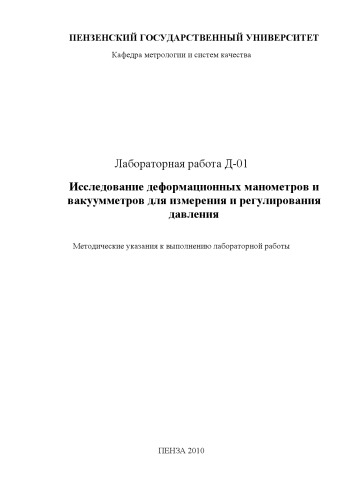 ПЕНЗЕНСКИЙ ГОСУДАРСТВЕННЫЙ УНИВЕРСИТЕТ
Кафедра метрологии и систем качества
Лабораторная работа Д-01
Исследование деформационных манометров и
вакуумметров для измерения и регулирования
давления
Методические указания к выполнению лабораторной работы
ПЕНЗА 2010